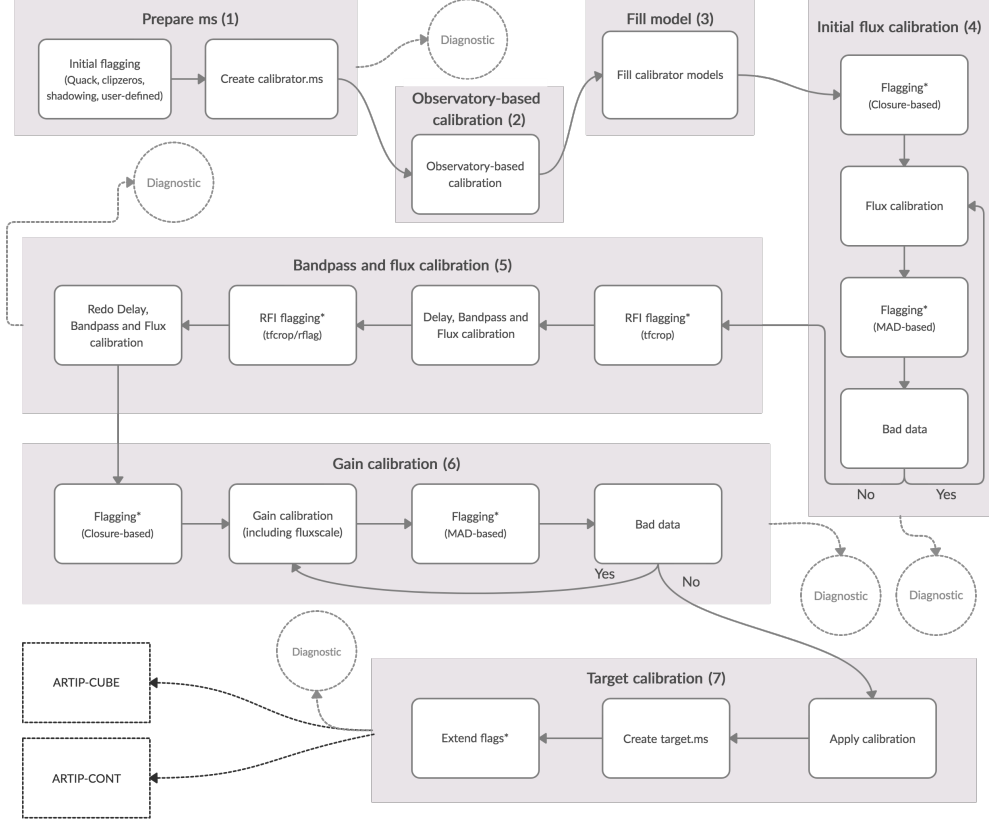 Prepare ms (1)
Initial flagging
(Quack, clipzeros,
shadowing, user-defined)
Create calibrator.ms
Diagnostic
Observatory-based
calibration (2)
Observatory-based
calibration
Fill model (3)
Fill calibrator models
Initial flux calibration (4)
Flagging*
(Closure-based)
Flux calibration
Flagging*
(MAD-based)
Bad data
No
Yes
Diagnostic
Diagnostic
Bandpass and flux calibration (5)
Redo Delay,
Bandpass and Flux
calibration
RFI flagging*
(tfcrop/rflag)
Delay, Bandpass and
Flux calibration
RFI flagging*
(tfcrop)
Gain calibration (6)
Flagging*
(Closure-based)
Gain calibration
(including fluxscale)
Flagging*
(MAD-based)
Bad data
Yes
No
Diagnostic
Diagnostic
Target calibration (7)
Extend flags*
Create target.ms
Apply calibration
ARTIP-CUBE
ARTIP-CONT